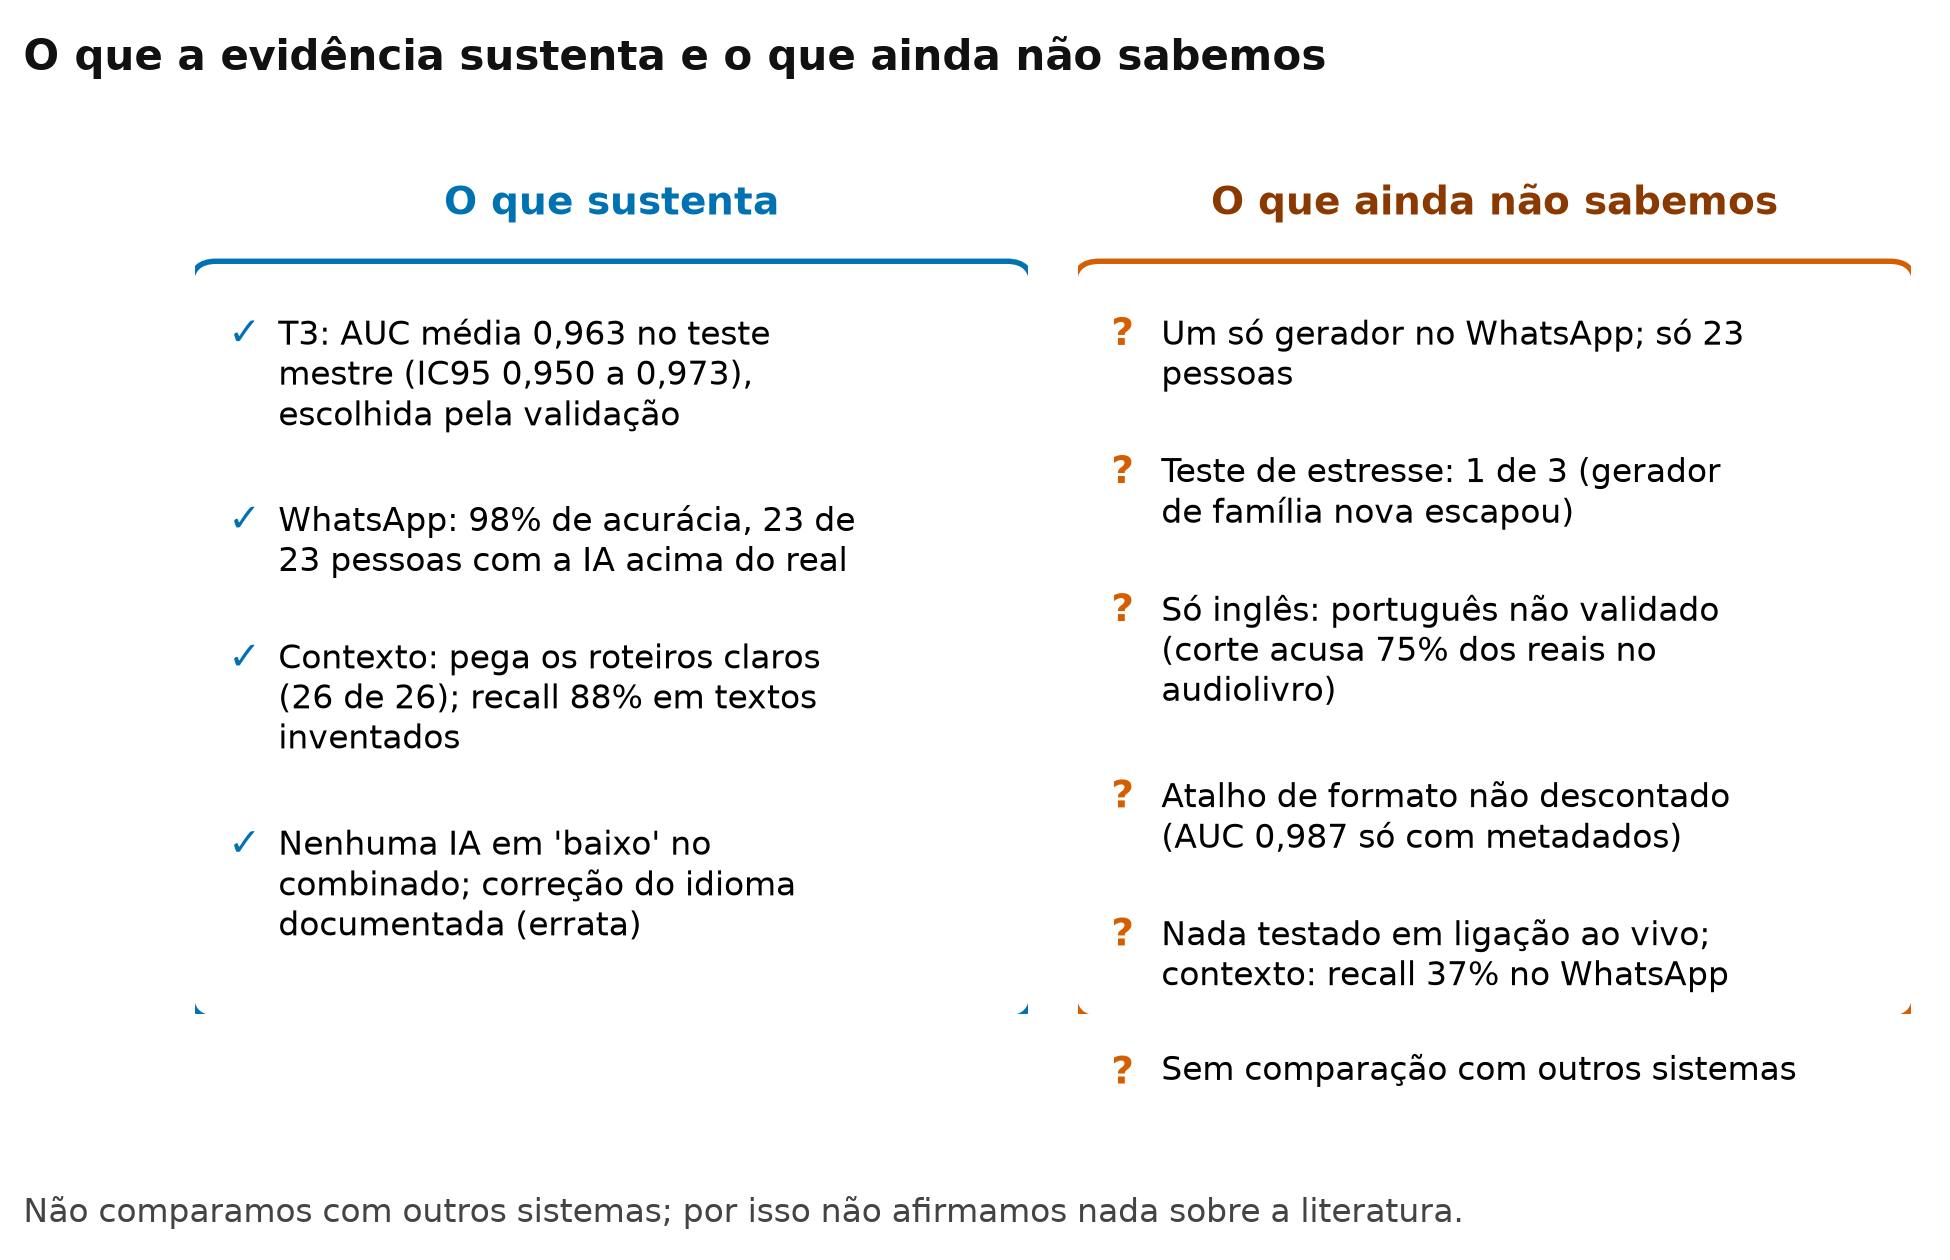 O que a evidência sustenta e o que ainda não sabemos
O que sustenta
✓ T3: AUC média 0,963 no teste
mestre (IC95 0,950 a 0,973),
escolhida pela validação
✓ WhatsApp: 98% de acurácia, 23 de
23 pessoas com a IA acima do real
✓ Contexto: pega os roteiros claros
(26 de 26); recall 88% em textos
inventados
✓ Nenhuma IA em 'baixo' no
combinado; correção do idioma
documentada (errata)
O que ainda não sabemos
? Um só gerador no WhatsApp; só 23
pessoas
? Teste de estresse: 1 de 3 (gerador
de família nova escapou)
? Só inglês: português não validado
(corte acusa 75% dos reais no
audiolivro)
? Atalho de formato não descontado
(AUC 0,987 só com metadados)
? Nada testado em ligação ao vivo;
contexto: recall 37% no WhatsApp
? Sem comparação com outros sistemas
Não comparamos com outros sistemas; por isso não afirmamos nada sobre a literatura.